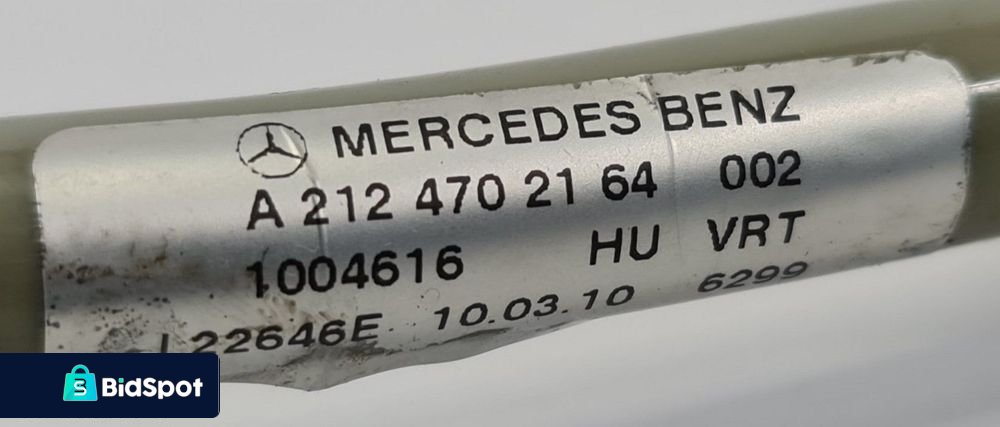 MERCEDES BENZ
A 212 470 21 64 002
1004616 HU VRT
22646E 10.03.10 6299
BidSpot